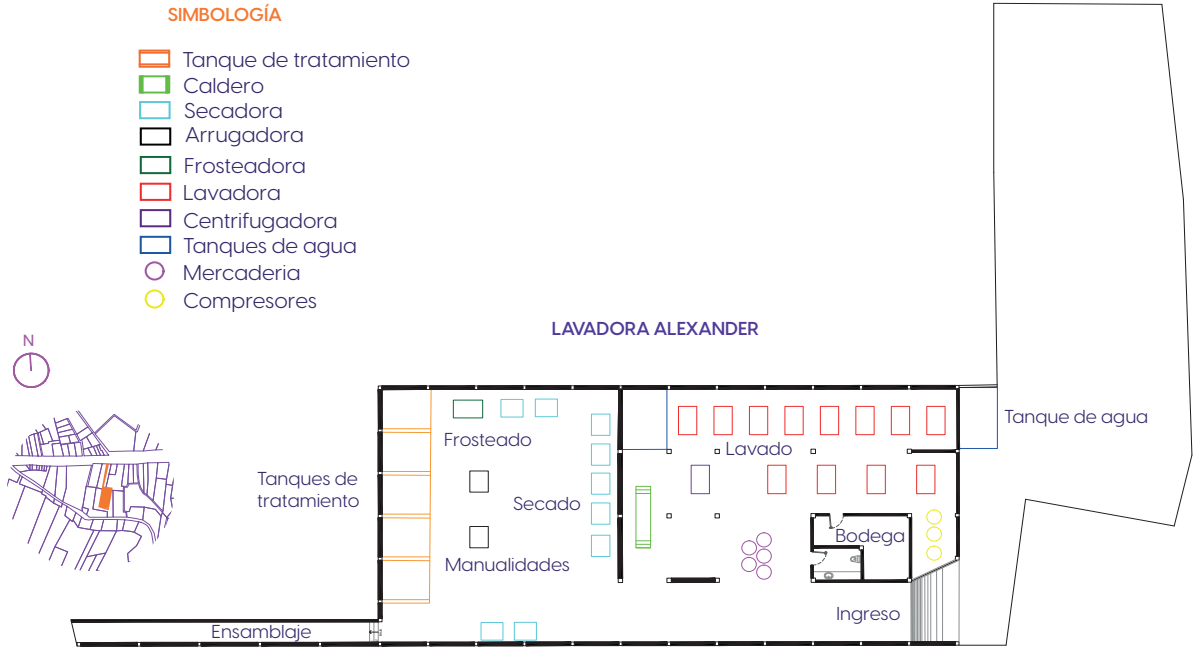 SIMBOLOGÍA
Tanque de tratamiento
Caldero
Secadora
Arrugadora
Frosteadora
Lavadora
Centrifugadora
Tanques de agua
Mercaderia
Compresores
LAVADORA ALEXANDER
N
Tanque de agua
Frosteado
Lavado
Tanques de
tratamiento
Secado
Bodega
Manualidades
Ingreso
Ensamblaje